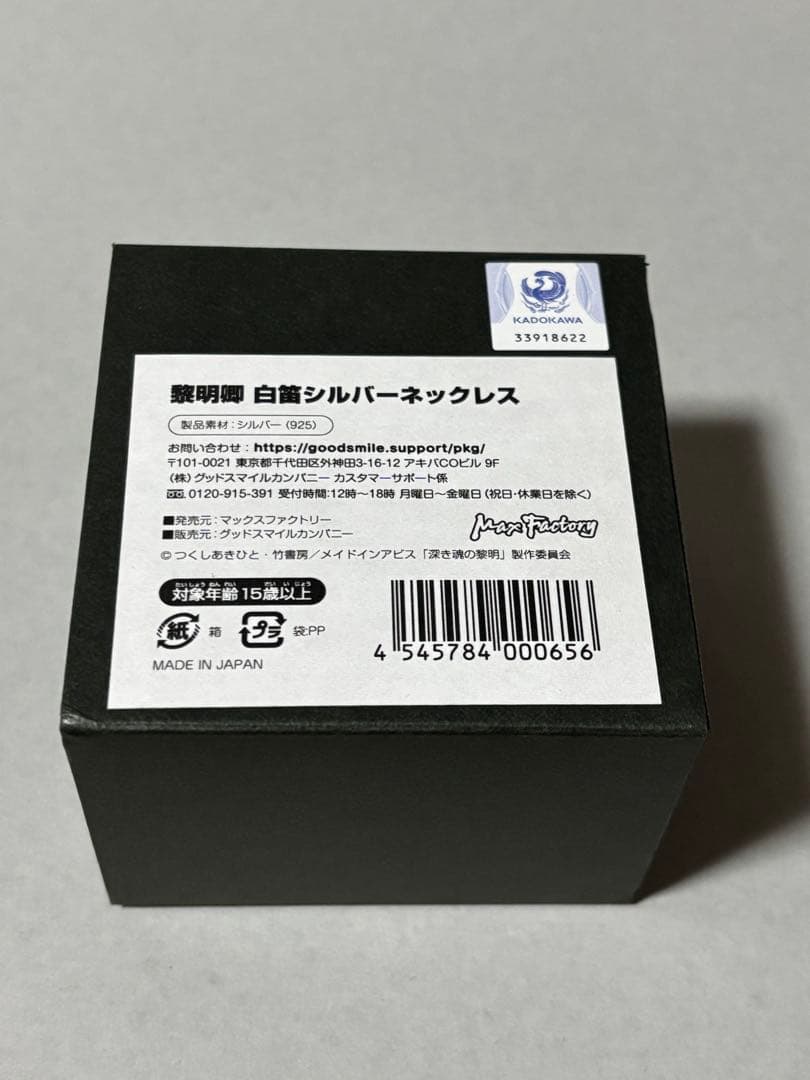 KADOKAWA
33918622
黎明卿 白笛シルバーネックレス
製品素材:シルバー(925)
お問い合わせ:https://goodsmile.support/pkg/
〒101-0021 東京都千代田区外神田3-16-12 アキバCOビル 9F
(株)グッドスマイルカンパニー カスタマーサポート係
0120-915-391 受付時間:12時〜18時 月曜日〜金曜日(祝日・休業日を除く)
■発売元:マックスファクトリー
■販売元:グッドスマイルカンパニー
Max Factory
©つくしあきひと・竹書房/メイドインアビス「深き魂の黎明」製作委員会
たいしょうねんれい さいいじょう
対象年齢15歳以上
紙 箱 プラ 袋:PP
MADE IN JAPAN
4 545784 000656